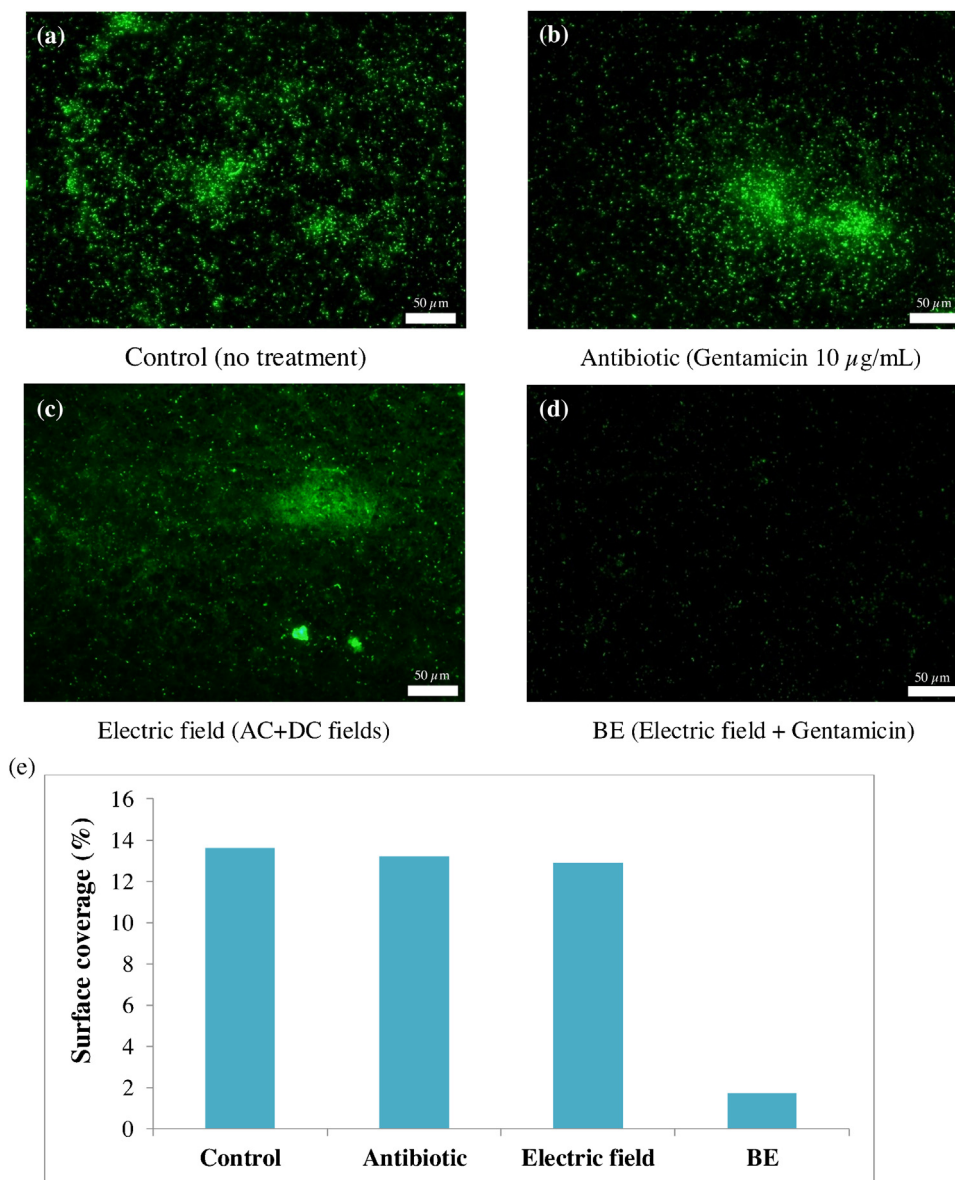 (a)
(b)
50 µm
50 µm
Control (no treatment)
Antibiotic (Gentamicin 10 µg/mL)
(c)
(d)
50 µm
50 µm
Electric field (AC+DC fields)
BE (Electric field + Gentamicin)
(e)
Surface coverage (%)
16
14
12
10
8
6
4
2
0
Control
Antibiotic
Electric field
BE